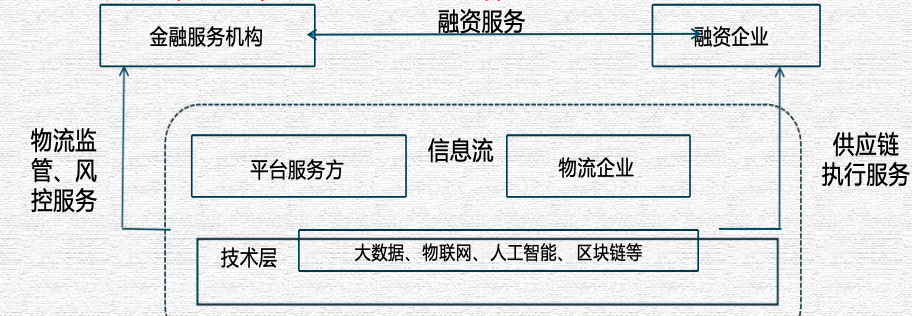 融资服务
金融服务机构
融资企业
物流监
管、风
控服务
平台服务方
信息流
物流企业
供应链
执行服务
技术层
大数据、物联网、人工智能、区块链等